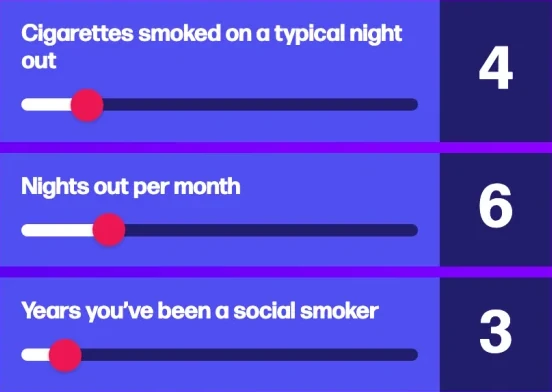 Cigarettes smoked on a typical night
out
4
Nights out per month
6
Years you've been a social smoker
3